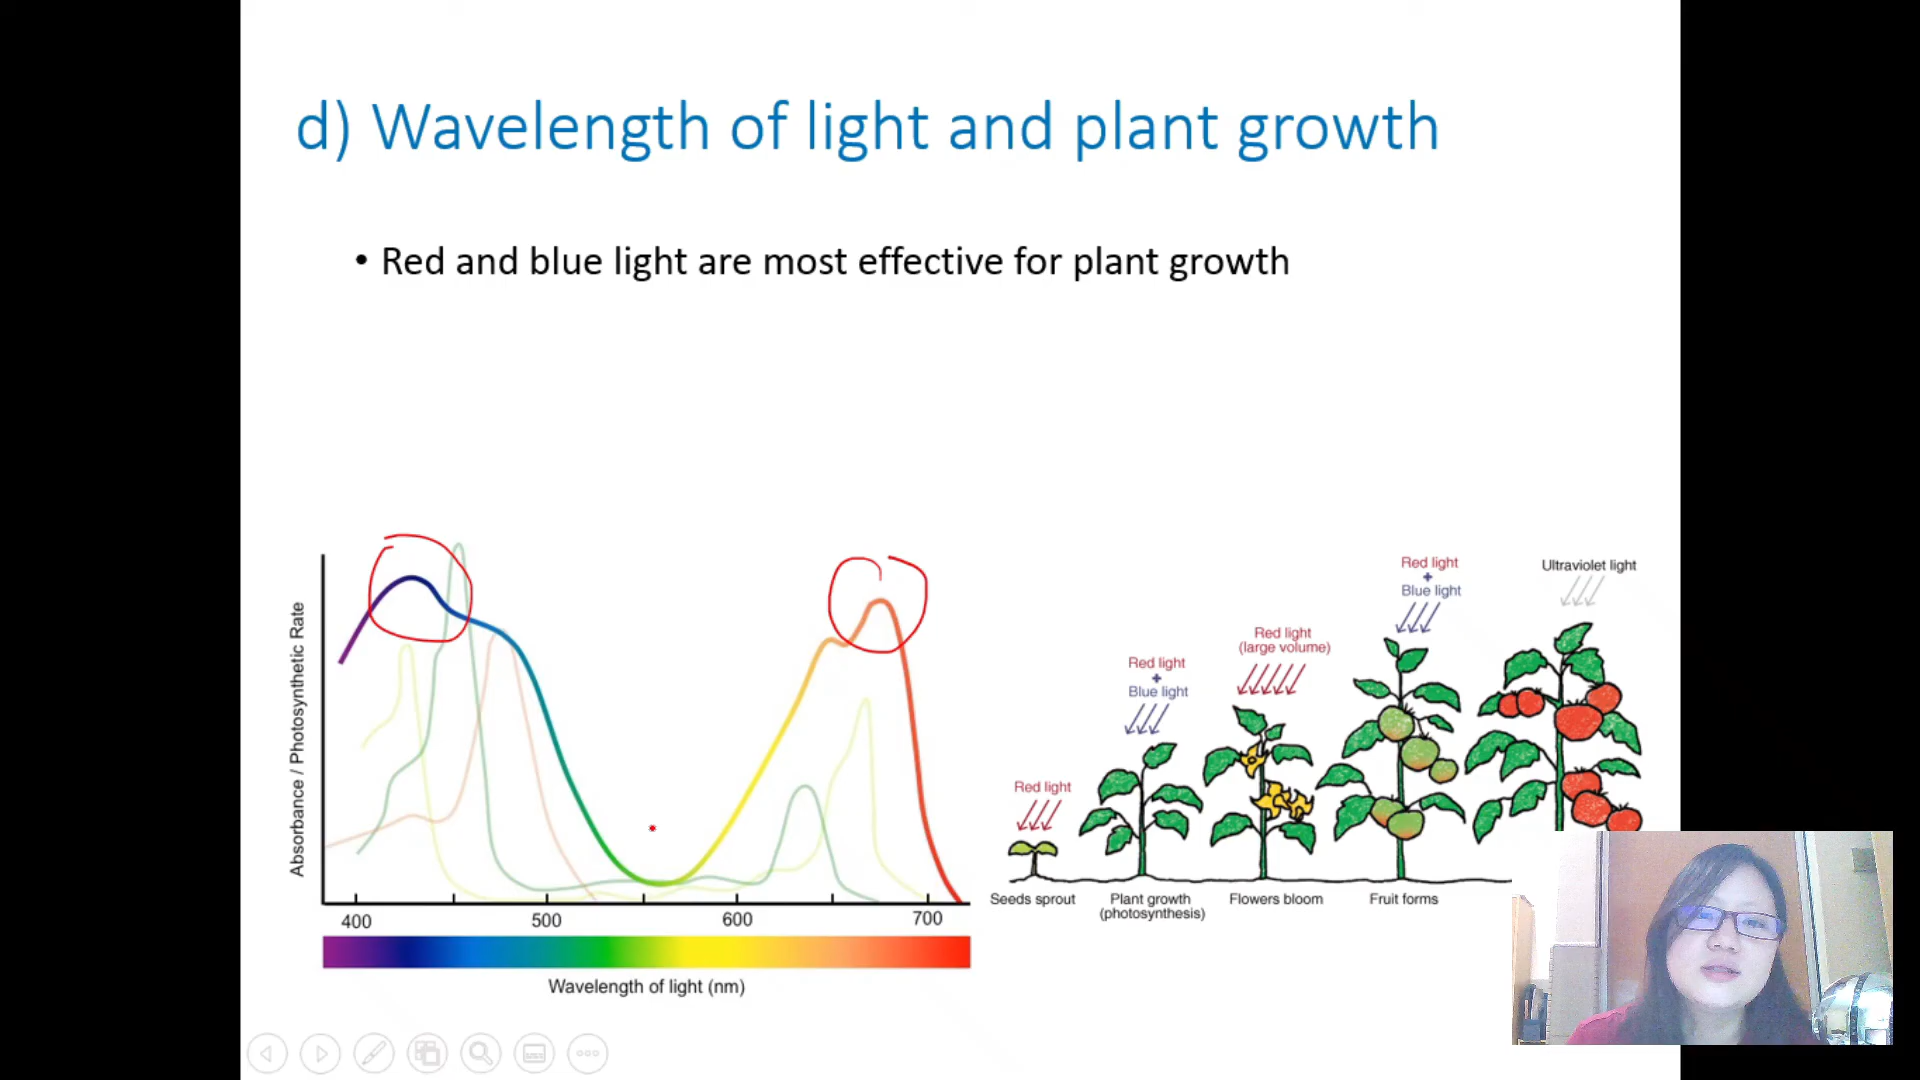 d) Wavelength of light and plant growth
• Red and blue light are most effective for plant growth
Absorbance / Photosynthetic Rate
400
500
600
700
Wavelength of light (nm)
Red light
Seeds sprout
Red light
+
Blue light
Plant growth
(photosynthesis)
Red light
(large volume)
Flowers bloom
Red light
+
Blue light
Fruit forms
Ultraviolet light